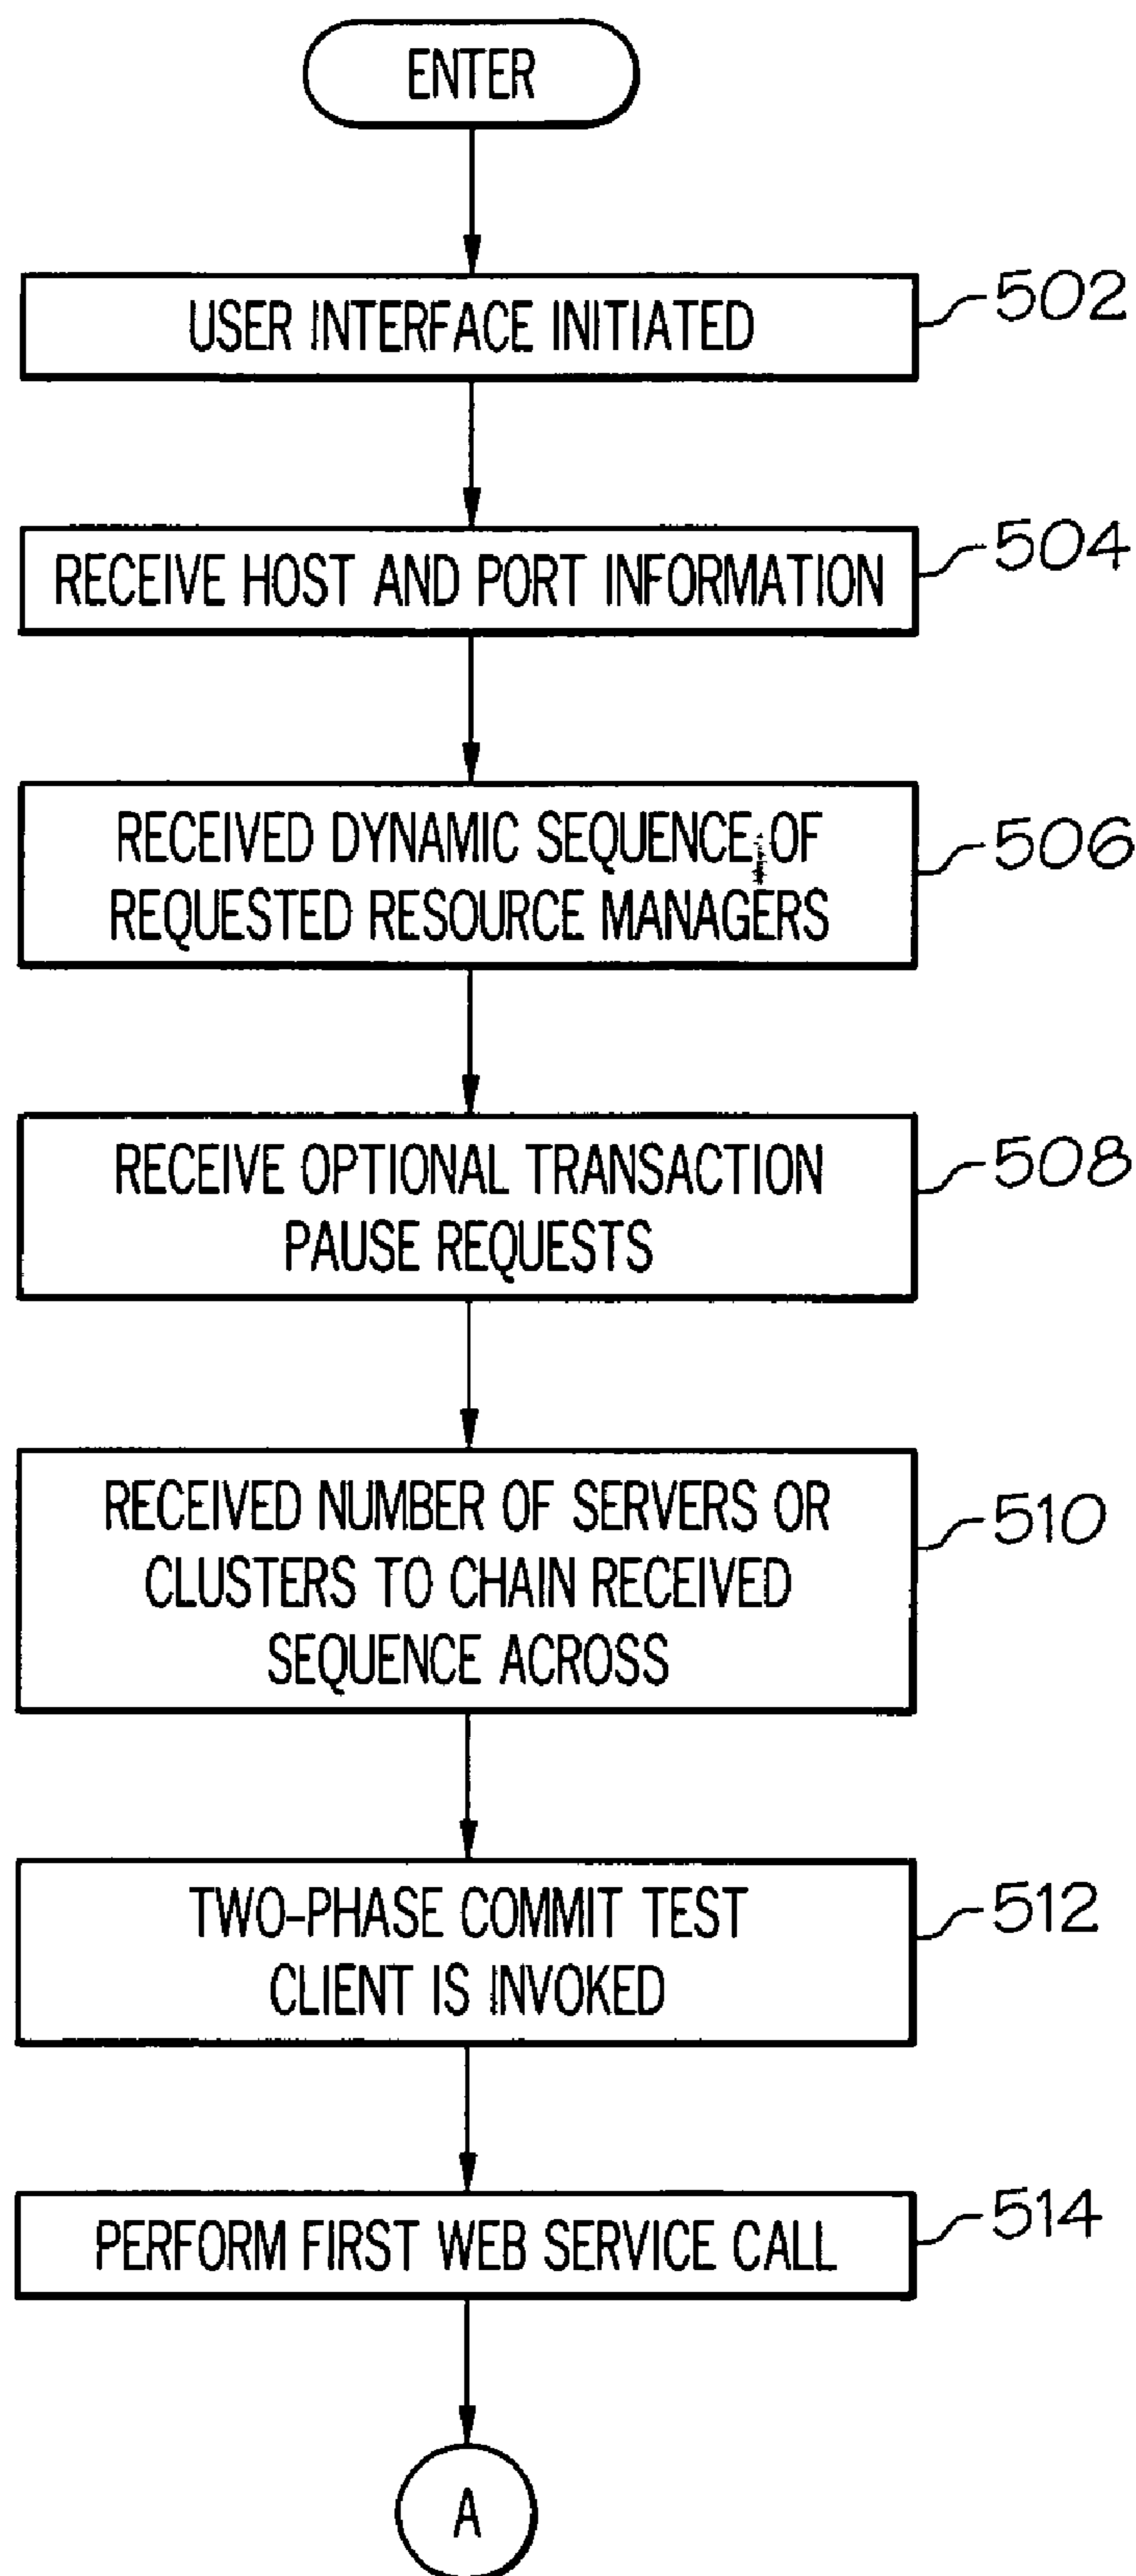 ENTER
USER INTERFACE INITIATED
502
RECEIVE HOST AND PORT INFORMATION
504
RECEIVED DYNAMIC SEQUENCE OF
REQUESTED RESOURCE MANAGERS
506
RECEIVE OPTIONAL TRANSACTION
PAUSE REQUESTS
508
RECEIVED NUMBER OF SERVERS OR
CLUSTERS TO CHAIN RECEIVED
SEQUENCE ACROSS
510
TWO-PHASE COMMIT TEST
CLIENT IS INVOKED
512
PERFORM FIRST WEB SERVICE CALL
514
A